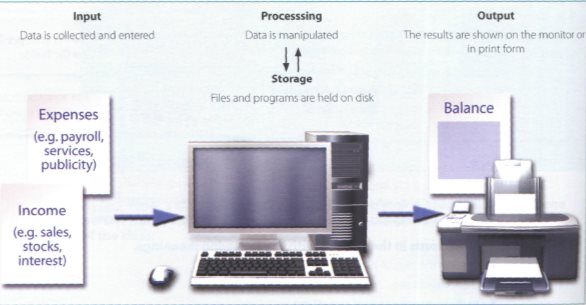 Input
Data is collected and entered
Processsing
Data is manipulated
Storage
Files and programs are held on disk
Output
The results are shown on the monitor or
in print form
Expenses
(e.g. payroll,
services,
publicity)
Income
(e.g. sales,
stocks,
interest)
Balance